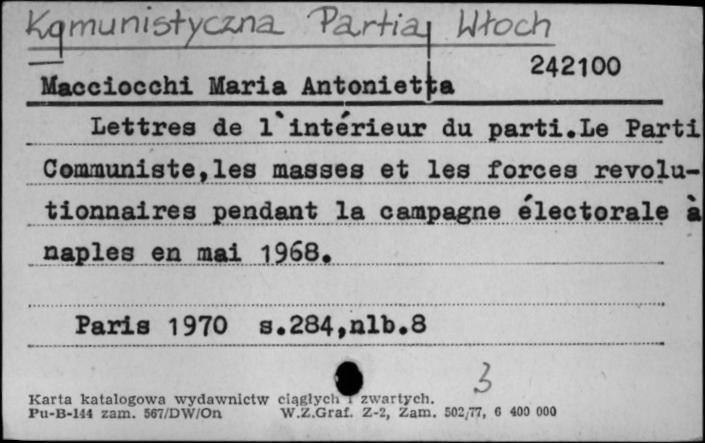 Komunistyczna Partia Włoch
242100
Macciocchi Maria Antonietta
Lettres de l`intérieur du parti.Le Parti
Communiste,les masses et les forces revolu-
tionnaires pendant la campagne électorale à
naples en mai 1968.
Paris 1970 s.284,nlb.8
3
Karta katalogowa wydawnictw ciągłych i zwartych.
Pu-B-144 zam. 567/DW/On W.Z.Graf. Z-2, Zam. 502/77, 6 400 000